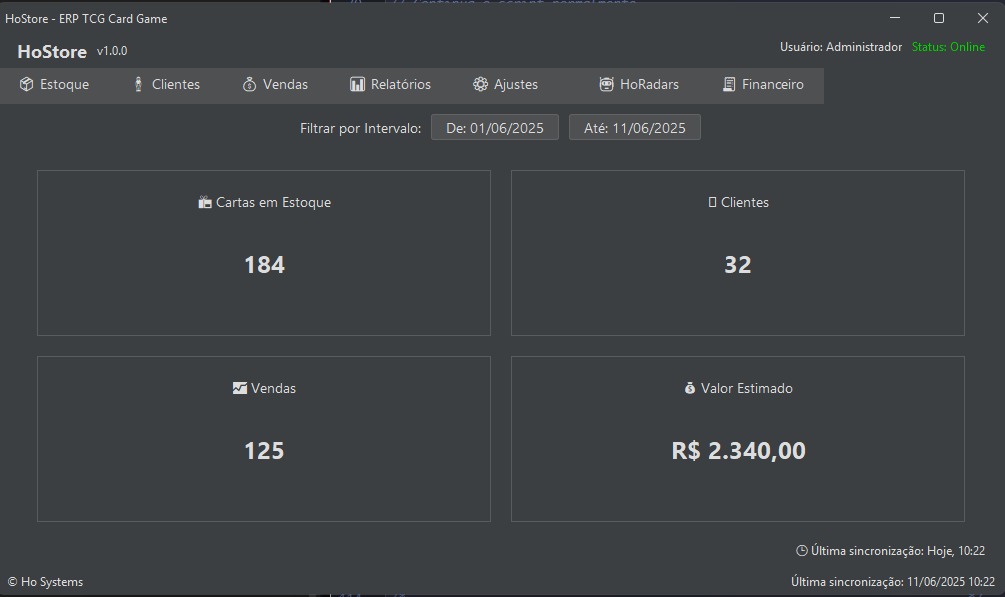 HoStore - ERP TCG Card Game
HoStore v1.0.0
Usuário: Administrador Status: Online
Estoque Clientes Vendas Relatórios Ajustes HoRadars Financeiro
Filtrar por Intervalo: De: 01/06/2025 Até: 11/06/2025
Cartas em Estoque
184
Clientes
32
Vendas
125
Valor Estimado
R$ 2.340,00
Última sincronização: Hoje, 10:22
© Ho Systems
Última sincronização: 11/06/2025 10:22